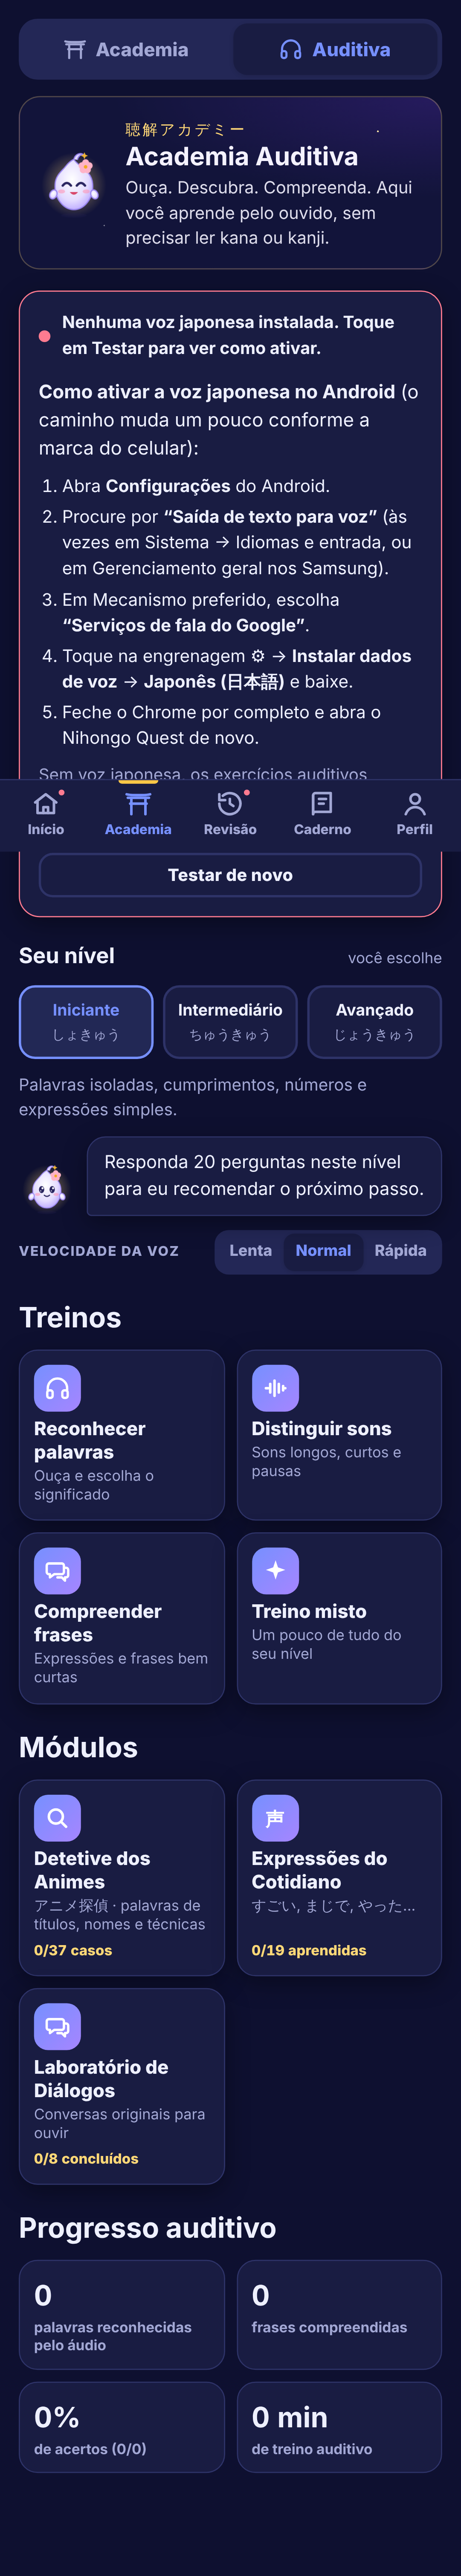 Academia
Auditiva
聴解アカデミー
Academia Auditiva
Ouça. Descubra. Compreenda. Aqui
você aprende pelo ouvido, sem
precisar ler kana ou kanji.
Nenhuma voz japonesa instalada. Toque
em Testar para ver como ativar.
Como ativar a voz japonesa no Android (o
caminho muda um pouco conforme a
marca do celular):
1. Abra Configurações do Android.
2. Procure por “Saída de texto para voz” (às
vezes em Sistema → Idiomas e entrada, ou
em Gerenciamento geral nos Samsung).
3. Em Mecanismo preferido, escolha
“Serviços de fala do Google”.
4. Toque na engrenagem ⚙ → Instalar dados
de voz → Japonês (日本語) e baixe.
5. Feche o Chrome por completo e abra o
Nihongo Quest de novo.
Sem voz japonesa, os exercícios auditivos
Início
Academia
Revisão
Caderno
Perfil
Testar de novo
Seu nível
você escolhe
Iniciante
しょきゅう
Intermediário
ちゅうきゅう
Avançado
じょうきゅう
Palavras isoladas, cumprimentos, números e
expressões simples.
Responda 20 perguntas neste nível
para eu recomendar o próximo passo.
VELOCIDADE DA VOZ
Lenta
Normal
Rápida
Treinos
Reconhecer
palavras
Ouça e escolha o
significado
Distinguir sons
Sons longos, curtos e
pausas
Compreender
frases
Expressões e frases bem
curtas
Treino misto
Um pouco de tudo do
seu nível
Módulos
Detetive dos
Animes
アニメ探偵 · palavras de
títulos, nomes e técnicas
0/37 casos
声
Expressões do
Cotidiano
すごい, まじで, やった...
0/19 aprendidas
Laboratório de
Diálogos
Conversas originais para
ouvir
0/8 concluídos
Progresso auditivo
0
palavras reconhecidas
pelo áudio
0
frases compreendidas
0%
de acertos (0/0)
0 min
de treino auditivo